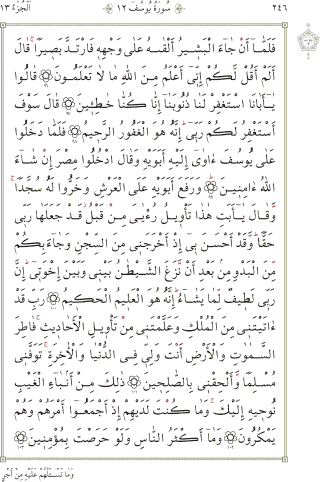 ٢٤٦ سُورَةُ يُوسُفَ ١٢ الْجُزْءُ ١٣
فَلَمَّآ أَن جَآءَ ٱلْبَشِيرُ أَلْقَىٰهُ عَلَىٰ وَجْهِهِۦ فَٱرْتَدَّ بَصِيرًا ۖ قَالَ
أَلَمْ أَقُل لَّكُمْ إِنِّىٓ أَعْلَمُ مِنَ ٱللَّهِ مَا لَا تَعْلَمُونَ ٩٦ قَالُوا۟
يَٰٓأَبَانَا ٱسْتَغْفِرْ لَنَا ذُنُوبَنَآ إِنَّا كُنَّا خَٰطِـِٔينَ ٩٧ قَالَ سَوْفَ
أَسْتَغْفِرُ لَكُمْ رَبِّىٓ ۖ إِنَّهُۥ هُوَ ٱلْغَفُورُ ٱلرَّحِيمُ ٩٨ فَلَمَّا دَخَلُوا۟
عَلَىٰ يُوسُفَ ءَاوَىٰٓ إِلَيْهِ أَبَوَيْهِ وَقَالَ ٱدْخُلُوا۟ مِصْرَ إِن شَآءَ
ٱللَّهُ ءَامِنِينَ ٩٩ وَرَفَعَ أَبَوَيْهِ عَلَى ٱلْعَرْشِ وَخَرُّوا۟ لَهُۥ سُجَّدًا ۖ
وَقَالَ يَٰٓأَبَتِ هَٰذَا تَأْوِيلُ رُءْيَٰىَ مِن قَبْلُ قَدْ جَعَلَهَا رَبِّى
حَقًّا ۖ وَقَدْ أَحْسَنَ بِىٓ إِذْ أَخْرَجَنِى مِنَ ٱلسِّجْنِ وَجَآءَ بِكُم
مِّنَ ٱلْبَدْوِ مِنۢ بَعْدِ أَن نَّزَغَ ٱلشَّيْطَٰنُ بَيْنِى وَبَيْنَ إِخْوَتِىٓ ۚ إِنَّ
رَبِّى لَطِيفٌ لِّمَا يَشَآءُ ۚ إِنَّهُۥ هُوَ ٱلْعَلِيمُ ٱلْحَكِيمُ ١٠٠ رَبِّ قَدْ
ءَاتَيْتَنِى مِنَ ٱلْمُلْكِ وَعَلَّمْتَنِى مِن تَأْوِيلِ ٱلْأَحَادِيثِ ۚ فَاطِرَ
ٱلسَّمَٰوَٰتِ وَٱلْأَرْضِ أَنتَ وَلِىِّۦ فِى ٱلدُّنْيَا وَٱلْءَاخِرَةِ ۖ تَوَفَّنِى
مُسْلِمًا وَأَلْحِقْنِى بِٱلصَّٰلِحِينَ ١٠١ ذَٰلِكَ مِنْ أَنۢبَآءِ ٱلْغَيْبِ
نُوحِيهِ إِلَيْكَ ۖ وَمَا كُنتَ لَدَيْهِمْ إِذْ أَجْمَعُوٓا۟ أَمْرَهُمْ وَهُمْ
يَمْكُرُونَ ١٠٢ وَمَآ أَكْثَرُ ٱلنَّاسِ وَلَوْ حَرَصْتَ بِمُؤْمِنِينَ ١٠٣
وَمَا تَسْـَٔلُهُمْ عَلَيْهِ مِنْ أَجْرٍ